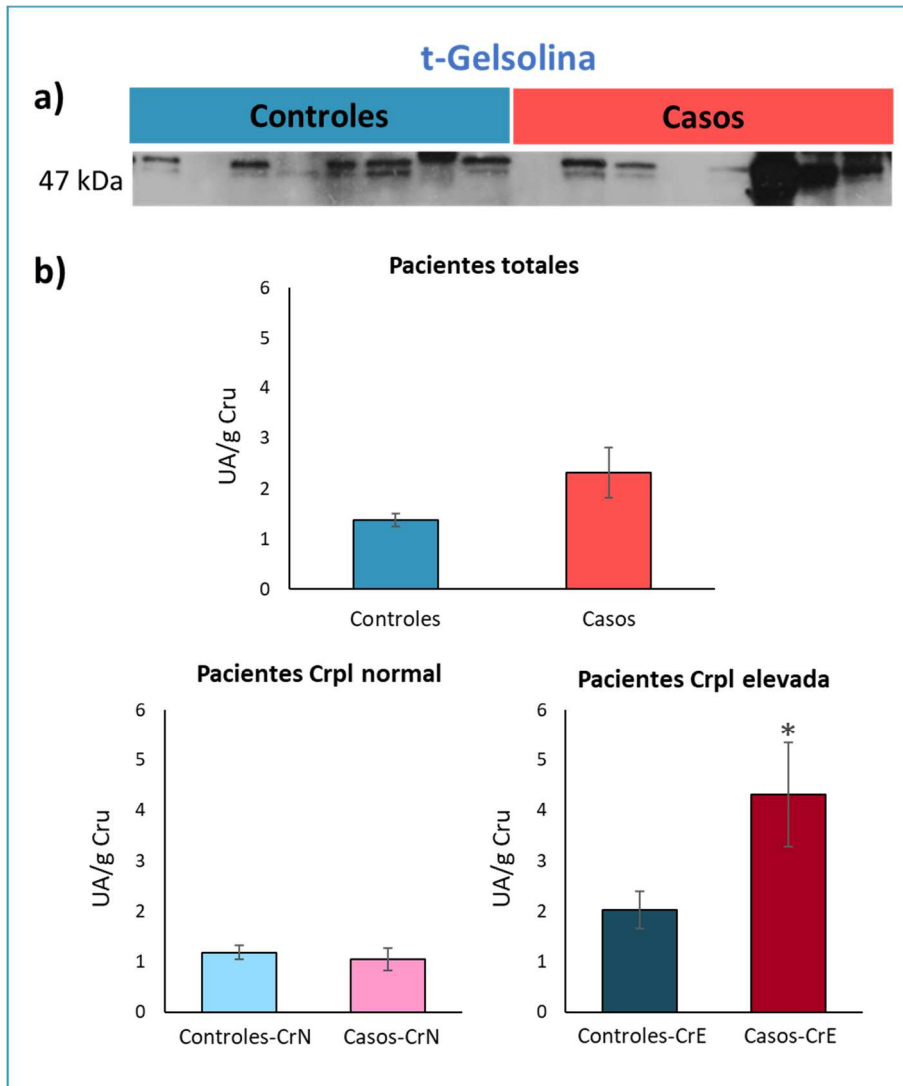 t-Gelsolina
a)
Controles Casos
47 kDa
b)
Pacientes totales
6
5
4
3
2
1
0
UA/g Cru
Controles Casos
Pacientes Crpl normal
6
5
4
3
2
1
0
UA/g Cru
Controles-CrN Casos-CrN
Pacientes Crpl elevada
6
5
4
3
2
1
0
UA/g Cru
*
Controles-CrE Casos-CrE